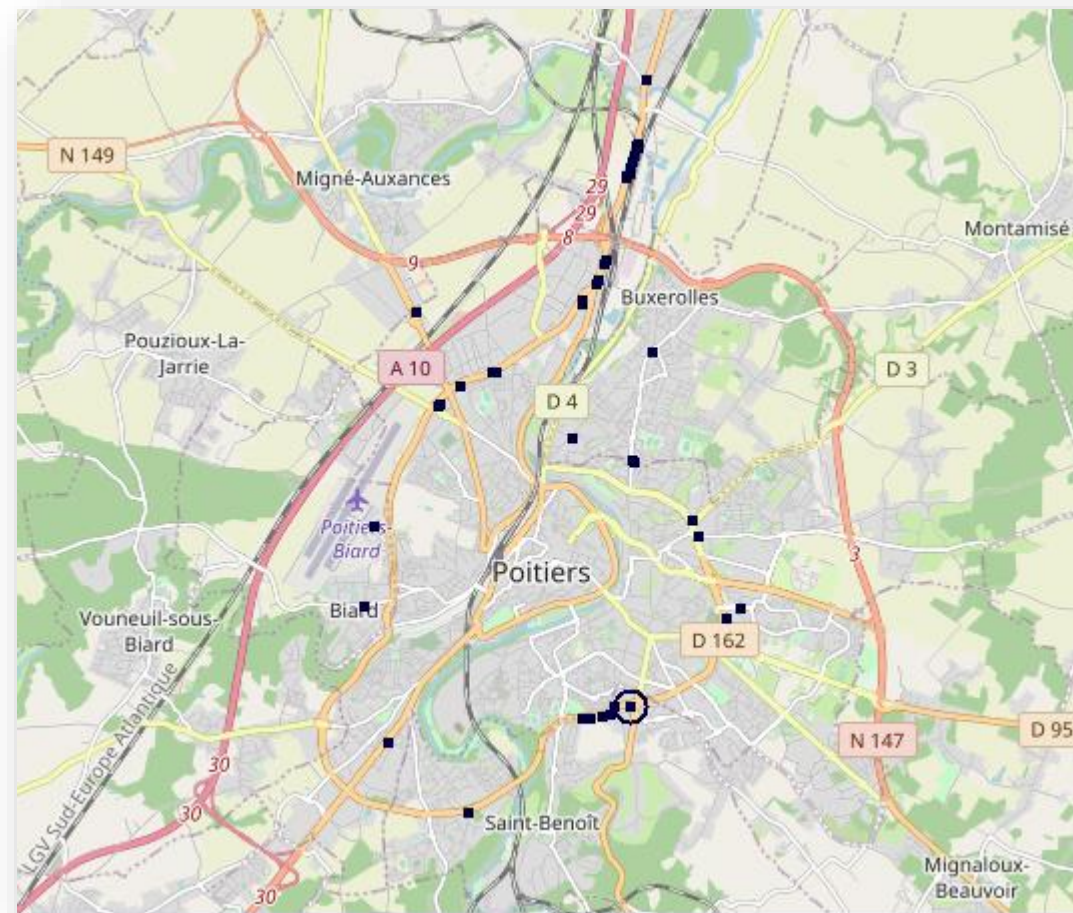 N 149
Migné-Auxances
29
29
8
9
Montamisé
Buxerolles
Pouzioux-La-
Jarrie
A 10
D 3
D 4
Poitiers-
Biard
3
Poitiers
Biard
Vouneuil-sous-
Biard
D 162
N 147
D 95
LGV Sud-Europe Atlantique
30
30
Saint-Benoît
30
Mignaloux-
Beauvoir